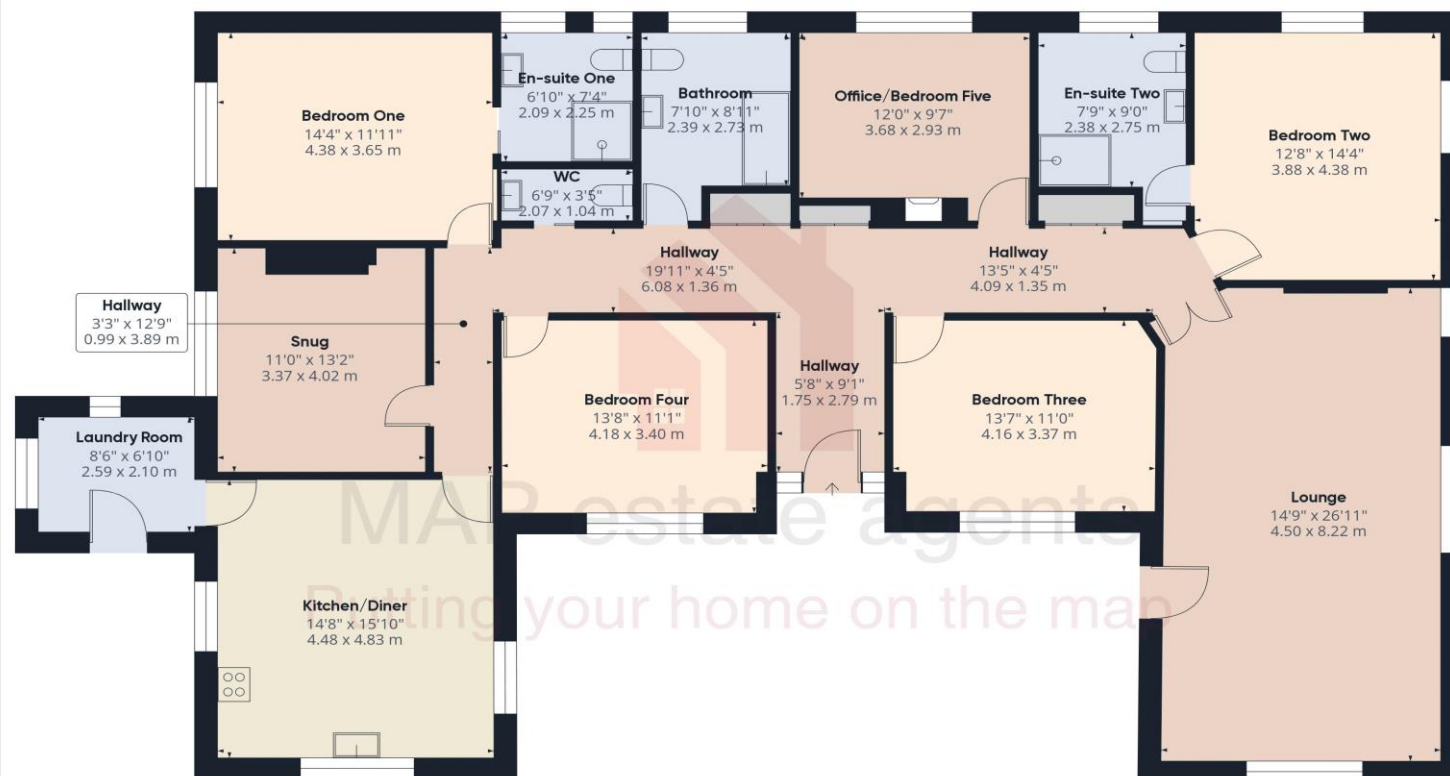 Bedroom One
14'4" x 11'11"
4.38 x 3.65 m
En-suite One
6'10" x 7'4"
2.09 x 2.25 m
Bathroom
7'10" x 8'11"
2.39 x 2.73 m
Office/Bedroom Five
12'0" x 9'7"
3.68 x 2.93 m
En-suite Two
7'9" x 9'0"
2.38 x 2.75 m
Bedroom Two
12'8" x 14'4"
3.88 x 4.38 m
WC
6'9" x 3'5"
2.07 x 1.04 m
Hallway
19'11" x 4'5"
6.08 x 1.36 m
Hallway
13'5" x 4'5"
4.09 x 1.35 m
Hallway
3'3" x 12'9"
0.99 x 3.89 m
Snug
11'0" x 13'2"
3.37 x 4.02 m
Hallway
5'8" x 9'1"
1.75 x 2.79 m
Bedroom Four
13'8" x 11'1"
4.18 x 3.40 m
Bedroom Three
13'7" x 11'0"
4.16 x 3.37 m
Laundry Room
8'6" x 6'10"
2.59 x 2.10 m
Lounge
14'9" x 26'11"
4.50 x 8.22 m
MAP estate agents
Putting your home on the map
Kitchen/Diner
14'8" x 15'10"
4.48 x 4.83 m